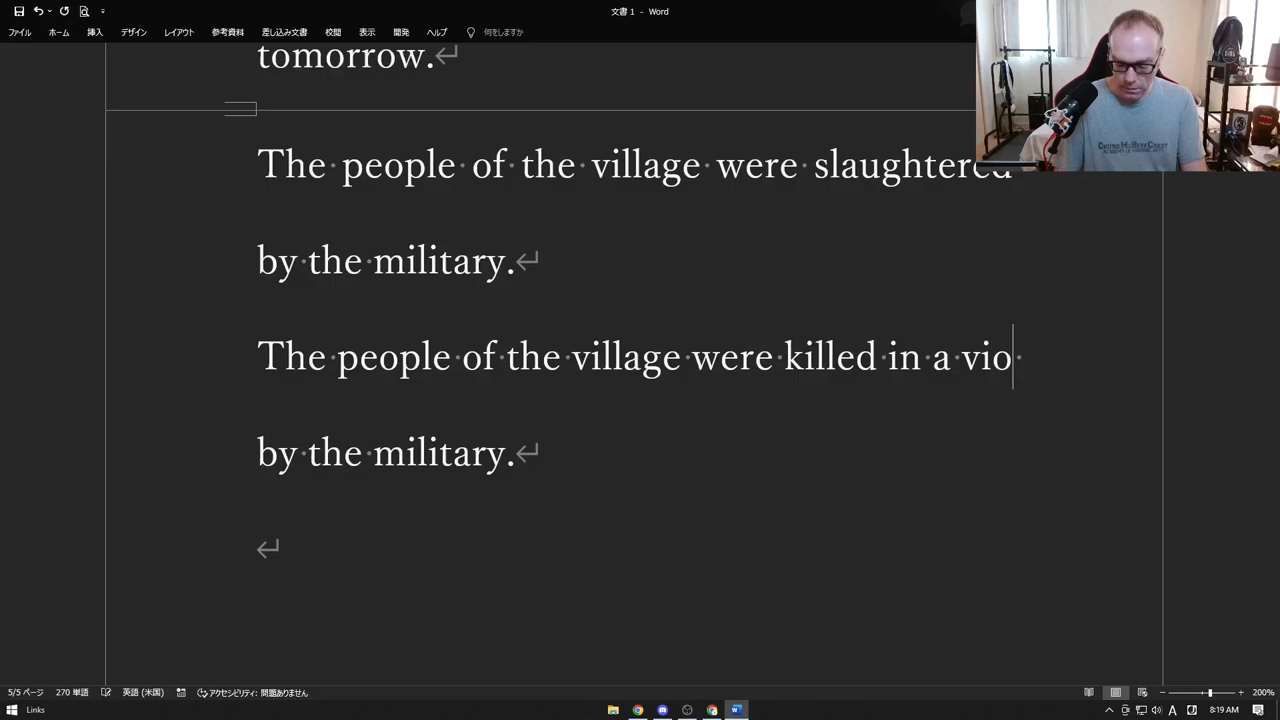 文書 1 - Word
ファイル ホーム 挿入 デザイン レイアウト 参考資料 差し込み文書 校閲 表示 開発 ヘルプ 何をしますか
tomorrow.
The people of the village were slaughtered
by the military.
The people of the village were killed in a vio
by the military.
5/5 ページ 270 単語 英語 (米国) アクセシビリティ: 問題ありません 200%
Links A 8:19 AM